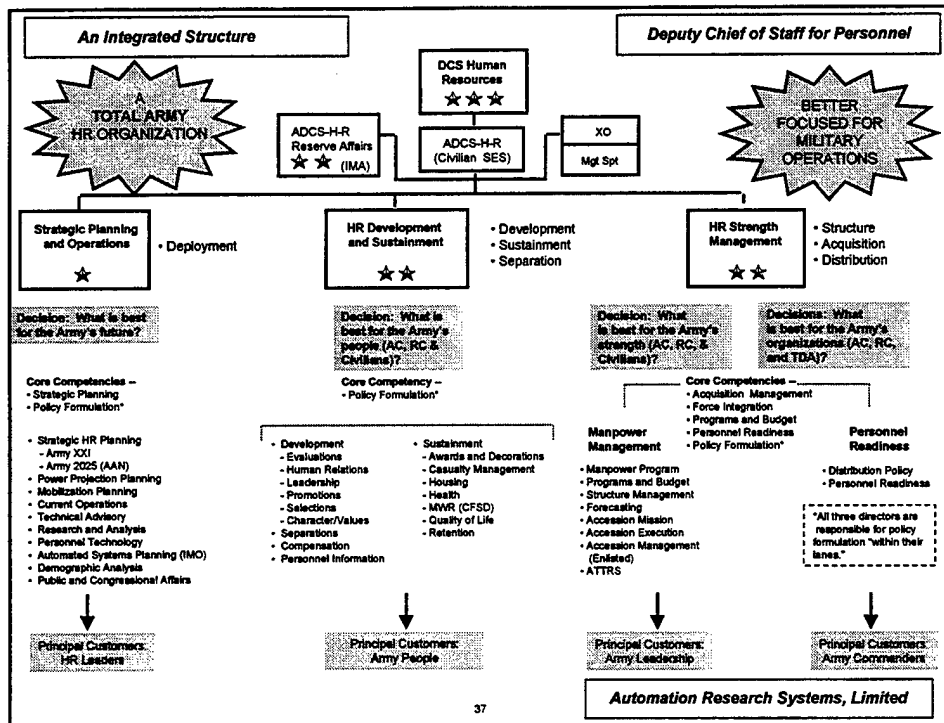 An Integrated Structure
Deputy Chief of Staff for Personnel
A
TOTAL ARMY
HR ORGANIZATION
DCS Human
Resources
BETTER
FOCUSED FOR
MILITARY
OPERATIONS
ADCS-H-R
Reserve Affairs
(IMA)
ADCS-H-R
(Civilian SES)
XO
Mgt Spt
Strategic Planning
and Operations
• Deployment
HR Development
and Sustainment
• Development
• Sustainment
• Separation
HR Strength
Management
• Structure
• Acquisition
• Distribution
Decision: What is best
for the Army's future?
Decision: What is
best for the Army's
people (AC, RC &
Civilians)?
Decision: What
is best for the Army's
strength (AC, RC, &
Civilians)?
Decisions: What
is best for the Army's
organizations (AC, RC,
and TDA)?
Core Competencies --
• Strategic Planning
• Policy Formulation*
Core Competency --
• Policy Formulation*
Core Competencies --
• Acquisition Management
• Force Integration
• Programs and Budget
• Personnel Readiness
• Policy Formulation*
• Strategic HR Planning
- Army XXI
- Army 2025 (AAN)
• Power Projection Planning
• Mobilization Planning
• Current Operations
• Technical Advisory
• Research and Analysis
• Personnel Technology
• Automated Systems Planning (IMO)
• Demographic Analysis
• Public and Congressional Affairs
• Development
- Evaluations
- Human Relations
- Leadership
- Promotions
- Selections
- Character/Values
• Separations
• Compensation
• Personnel Information
• Sustainment
- Awards and Decorations
- Casualty Management
- Housing
- Health
- MWR (CFSD)
- Quality of Life
- Retention
Manpower
Management
• Manpower Program
• Programs and Budget
• Structure Management
• Forecasting
• Accession Mission
• Accession Execution
• Accession Management
(Enlisted)
• ATTRS
Personnel
Readiness
• Distribution Policy
• Personnel Readiness
"All three directors are
responsible for policy
formulation "within their
lanes."
Principal Customers:
HR Leaders
Principal Customers:
Army People
Principal Customers:
Army Leadership
Principal Customers:
Army Commanders
Automation Research Systems, Limited
37